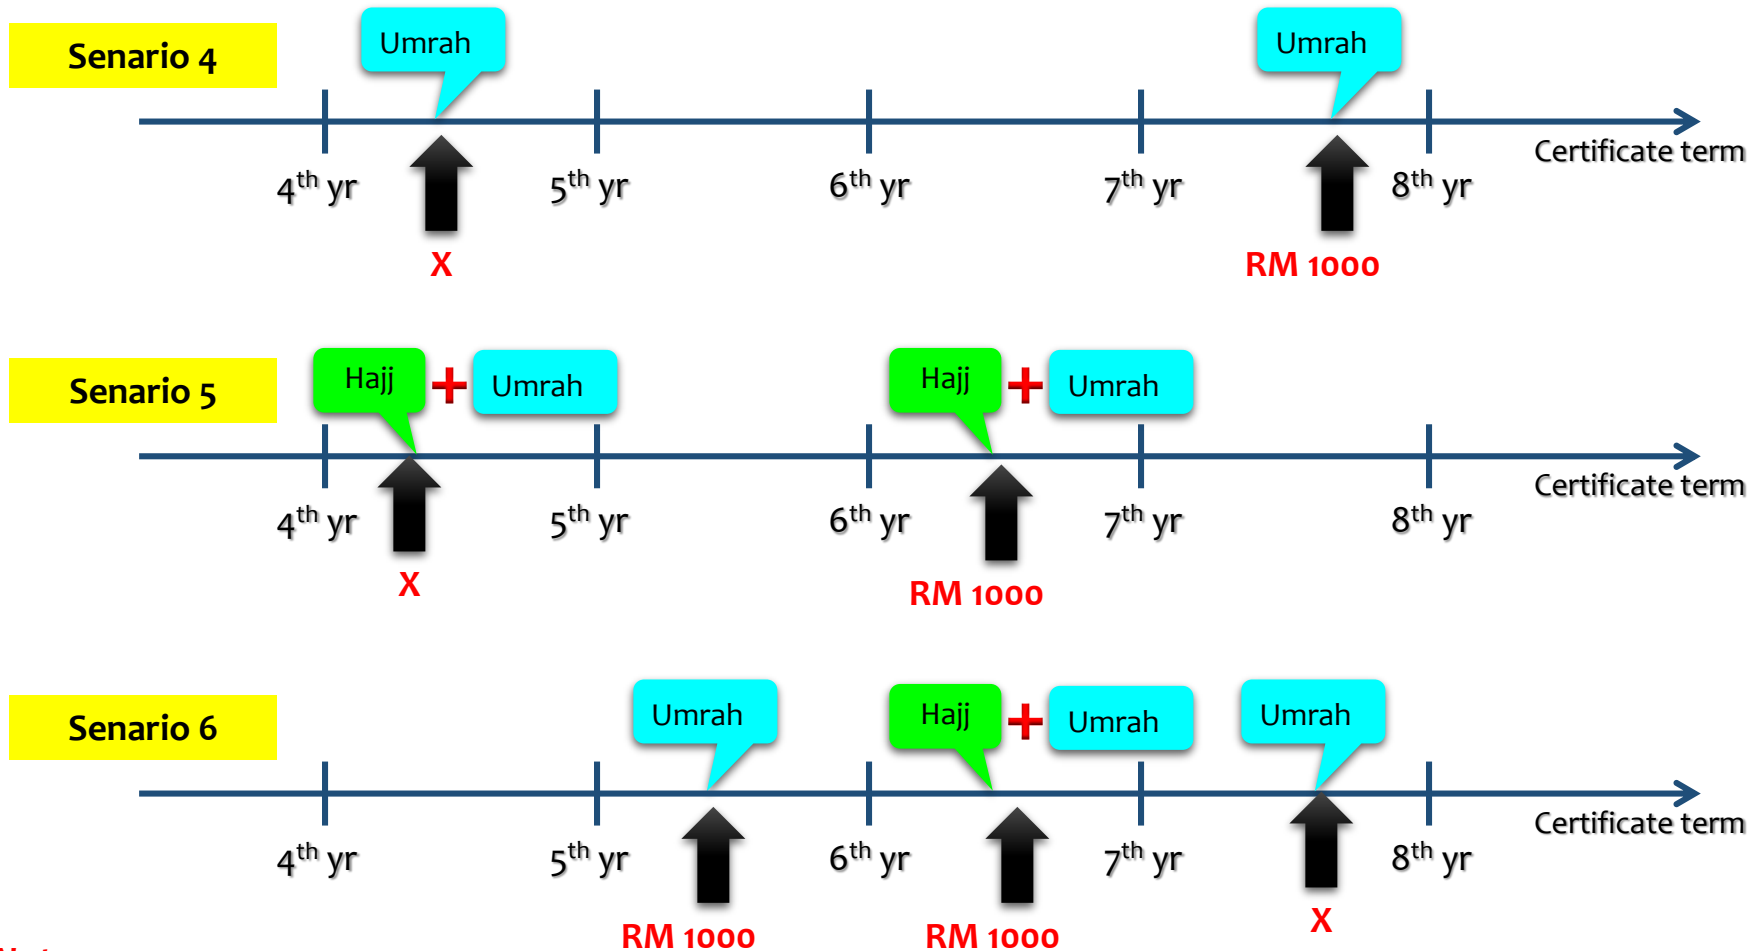 Senario 4
Umrah
Umrah
Certificate term
4th yr
5th yr
6th yr
7th yr
8th yr
X
RM 1000
Senario 5
Hajj + Umrah
Hajj + Umrah
Certificate term
4th yr
5th yr
6th yr
7th yr
8th yr
X
RM 1000
Senario 6
Umrah
Hajj + Umrah
Umrah
Certificate term
4th yr
5th yr
6th yr
7th yr
8th yr
RM 1000
RM 1000
X